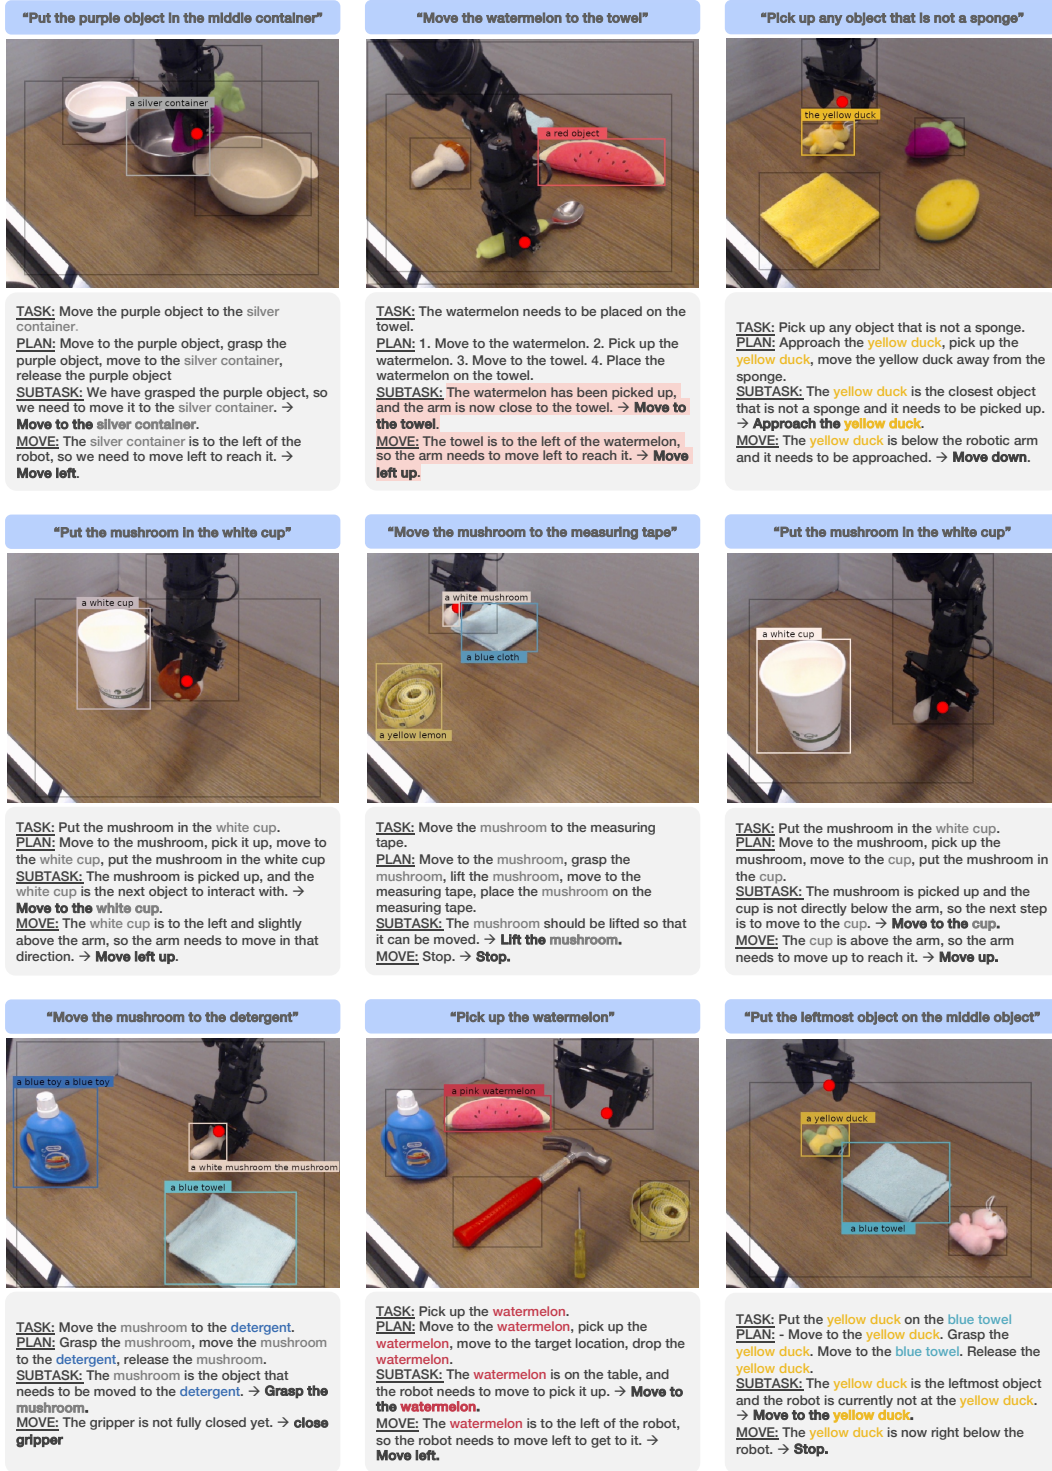 “Put the purple object in the middle container”
a silver container
TASK: Move the purple object to the silver
container.
PLAN: Move to the purple object, grasp the
purple object, move to the silver container,
release the purple object
SUBTASK: We have grasped the purple object, so
we need to move it to the silver container. →
Move to the silver container.
MOVE: The silver container is to the left of the
robot, so we need to move left to reach it. →
Move left.
“Move the watermelon to the towel”
a red object
TASK: The watermelon needs to be placed on the
towel.
PLAN: 1. Move to the watermelon. 2. Pick up the
watermelon. 3. Move to the towel. 4. Place the
watermelon on the towel.
SUBTASK: The watermelon has been picked up,
and the arm is now close to the towel. → Move to
the towel.
MOVE: The towel is to the left of the watermelon,
so the arm needs to move left to reach it. → Move
left up.
“Pick up any object that is not a sponge”
the yellow duck
TASK: Pick up any object that is not a sponge.
PLAN: Approach the yellow duck, pick up the
yellow duck, move the yellow duck away from the
sponge.
SUBTASK: The yellow duck is the closest object
that is not a sponge and it needs to be picked up.
→ Approach the yellow duck.
MOVE: The yellow duck is below the robotic arm
and it needs to be approached. → Move down.
“Put the mushroom in the white cup”
a white cup
TASK: Put the mushroom in the white cup.
PLAN: Move to the mushroom, pick it up, move to
the white cup, put the mushroom in the white cup
SUBTASK: The mushroom is picked up, and the
white cup is the next object to interact with. →
Move to the white cup.
MOVE: The white cup is to the left and slightly
above the arm, so the arm needs to move in that
direction. → Move left up.
“Move the mushroom to the measuring tape”
a white mushroom
a blue cloth
a yellow lemon
TASK: Move the mushroom to the measuring
tape.
PLAN: Move to the mushroom, grasp the
mushroom, lift the mushroom, move to the
measuring tape, place the mushroom on the
measuring tape.
SUBTASK: The mushroom should be lifted so that
it can be moved. → Lift the mushroom.
MOVE: Stop. → Stop.
“Put the mushroom in the white cup”
a white cup
TASK: Put the mushroom in the white cup.
PLAN: Move to the mushroom, pick up the
mushroom, move to the cup, put the mushroom in
the cup.
SUBTASK: The mushroom is picked up and the
cup is not directly below the arm, so the next step
is to move to the cup. → Move to the cup.
MOVE: The cup is above the arm, so the arm
needs to move up to reach it. → Move up.
“Move the mushroom to the detergent”
a blue toy a blue toy
a white mushroom the mushroom
a blue towel
TASK: Move the mushroom to the detergent.
PLAN: Grasp the mushroom, move the mushroom
to the detergent, release the mushroom.
SUBTASK: The mushroom is the object that
needs to be moved to the detergent. → Grasp the
mushroom.
MOVE: The gripper is not fully closed yet. → close
gripper
“Pick up the watermelon”
a pink watermelon
TASK: Pick up the watermelon.
PLAN: Move to the watermelon, pick up the
watermelon, move to the target location, drop the
watermelon.
SUBTASK: The watermelon is on the table, and
the robot needs to move to pick it up. → Move to
the watermelon.
MOVE: The watermelon is to the left of the robot,
so the robot needs to move left to get to it. →
Move left.
“Put the leftmost object on the middle object”
a yellow duck
a blue towel
TASK: Put the yellow duck on the blue towel
PLAN: - Move to the yellow duck. Grasp the
yellow duck. Move to the blue towel. Release the
yellow duck.
SUBTASK: The yellow duck is the leftmost object
and the robot is currently not at the yellow duck.
→ Move to the yellow duck.
MOVE: The yellow duck is now right below the
robot. → Stop.